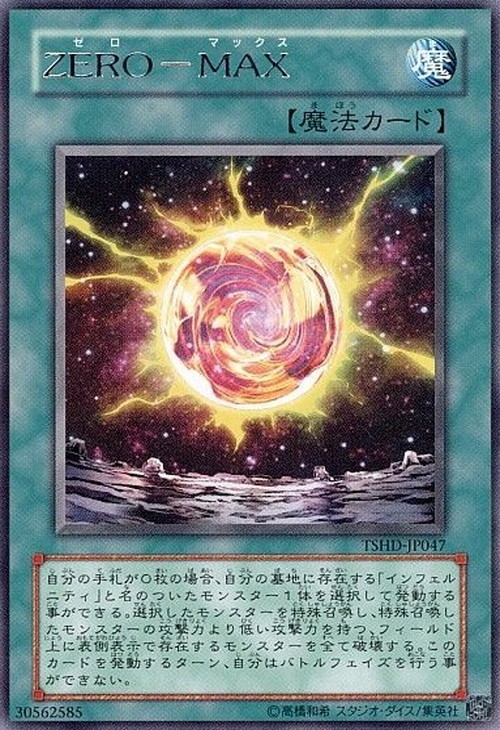 ゼロ マックス
ZERO－MAX
魔
【魔法カード】
TSHD-JP047
自分の手札が０枚の場合、自分の墓地に存在する「インフェル
ニティ」と名のついたモンスター１体を選択して発動する
事ができる。選択したモンスターを特殊召喚し、特殊召喚し
たモンスターの攻撃力より低い攻撃力を持つ、フィールド
上に表側表示で存在するモンスターを全て破壊する。この
カードを発動するターン、自分はバトルフェイズを行う事
ができない。
30562585
©高橋和希 スタジオ・ダイス/集英社